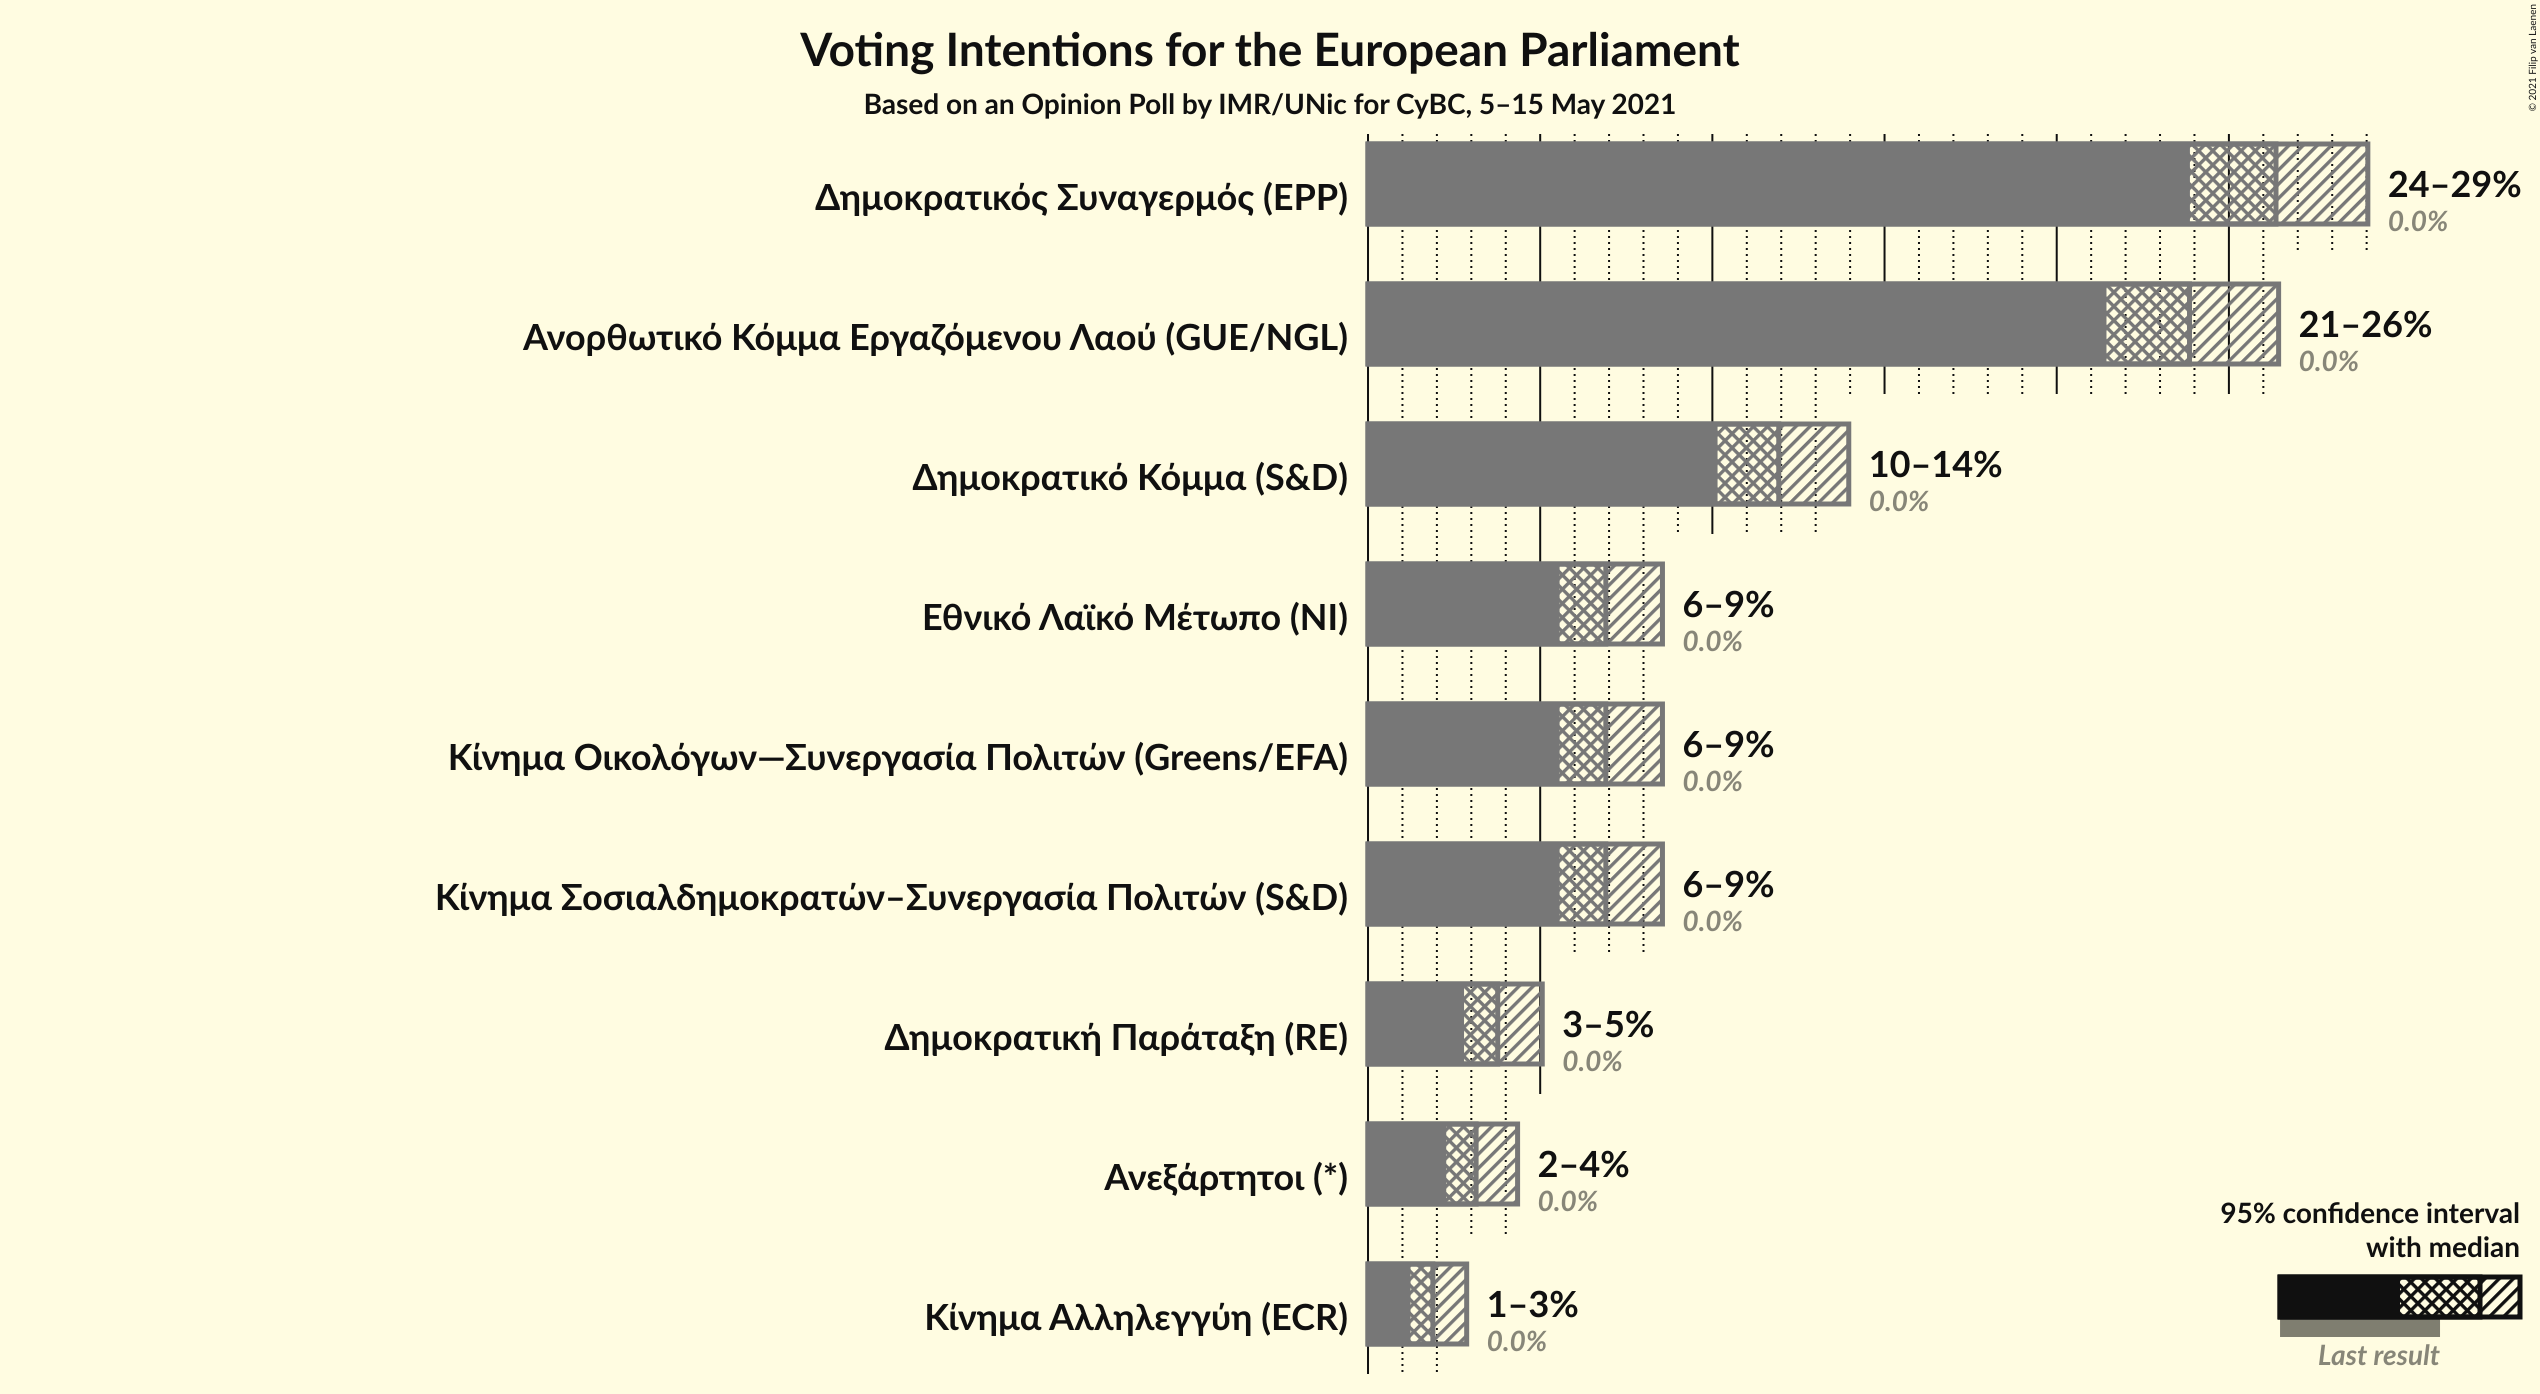 © 2021 Filip van Laenen
Voting Intentions for the European Parliament
Based on an Opinion Poll by IMR/UNic for CyBC, 5–15 May 2021
Δημοκρατικός Συναγερμός (EPP)
24–29%
0.0%
Ανορθωτικό Κόμμα Εργαζόμενου Λαού (GUE/NGL)
21–26%
0.0%
Δημοκρατικό Κόμμα (S&D)
10–14%
0.0%
Εθνικό Λαϊκό Μέτωπο (NI)
6–9%
0.0%
Κίνημα Οικολόγων—Συνεργασία Πολιτών (Greens/EFA)
6–9%
0.0%
Κίνημα Σοσιαλδημοκρατών–Συνεργασία Πολιτών (S&D)
6–9%
0.0%
Δημοκρατική Παράταξη (RE)
3–5%
0.0%
Ανεξάρτητοι (*)
2–4%
0.0%
Κίνημα Αλληλεγγύη (ECR)
1–3%
0.0%
95% confidence interval
with median
Last result